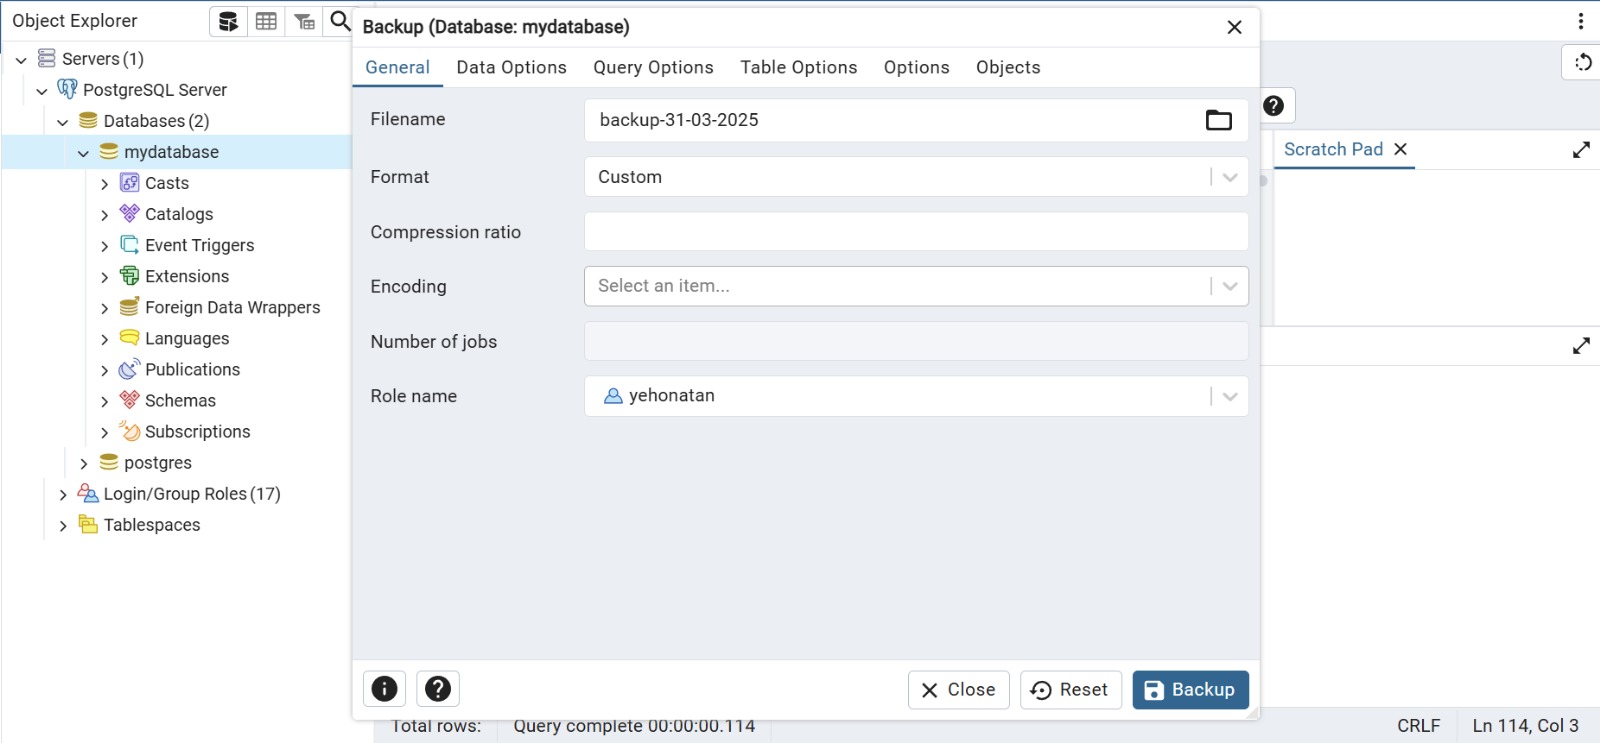 Object Explorer
Servers (1)
PostgreSQL Server
Databases (2)
mydatabase
Casts
Catalogs
Event Triggers
Extensions
Foreign Data Wrappers
Languages
Publications
Schemas
Subscriptions
postgres
Login/Group Roles (17)
Tablespaces
Backup (Database: mydatabase)
General Data Options Query Options Table Options Options Objects
Filename backup-31-03-2025
Format Custom
Compression ratio
Encoding Select an item...
Number of jobs
Role name yehonatan
Close Reset Backup
Scratch Pad
Total rows: Query complete 00:00:00.114 CRLF Ln 114, Col 3